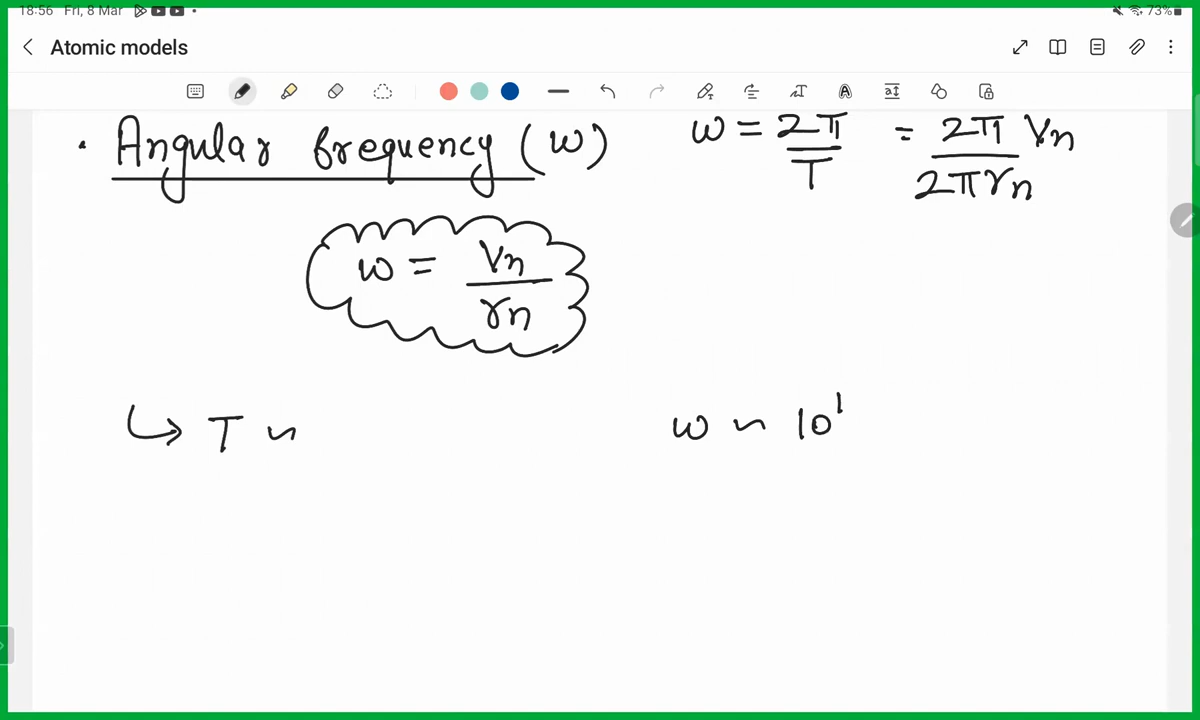 18:56 Fri, 8 Mar
73%
Atomic models
· Angular frequency (ω) ω = 2π/T = 2π Vn / 2πrn
ω = Vn/rn
↳ T ~ ω ~ 10¹